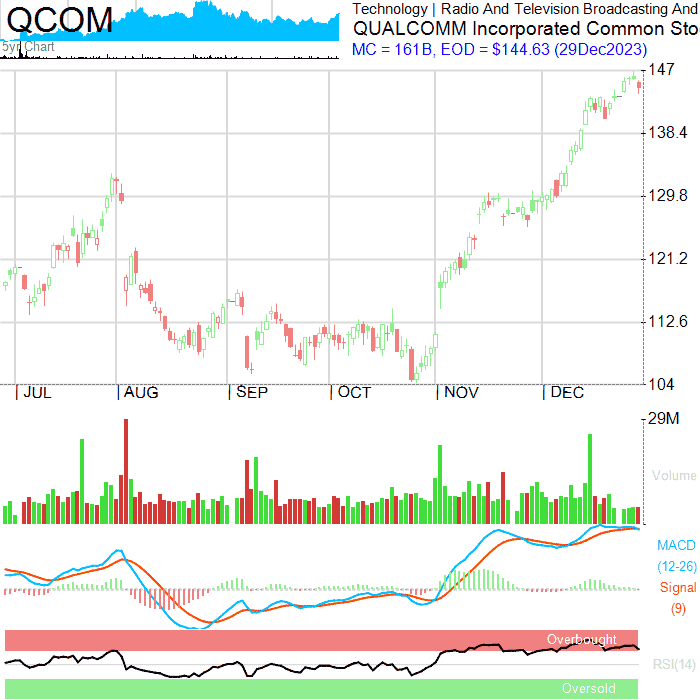 QCOM
5yr Chart
Technology | Radio And Television Broadcasting And
QUALCOMM Incorporated Common Sto
MC = 161B, EOD = $144.63 (29Dec2023)
147
138.4
129.8
121.2
112.6
104
JUL AUG SEP OCT NOV DEC
29M
Volume
MACD
(12-26)
Signal
(9)
Overbought
RSI(14)
Oversold